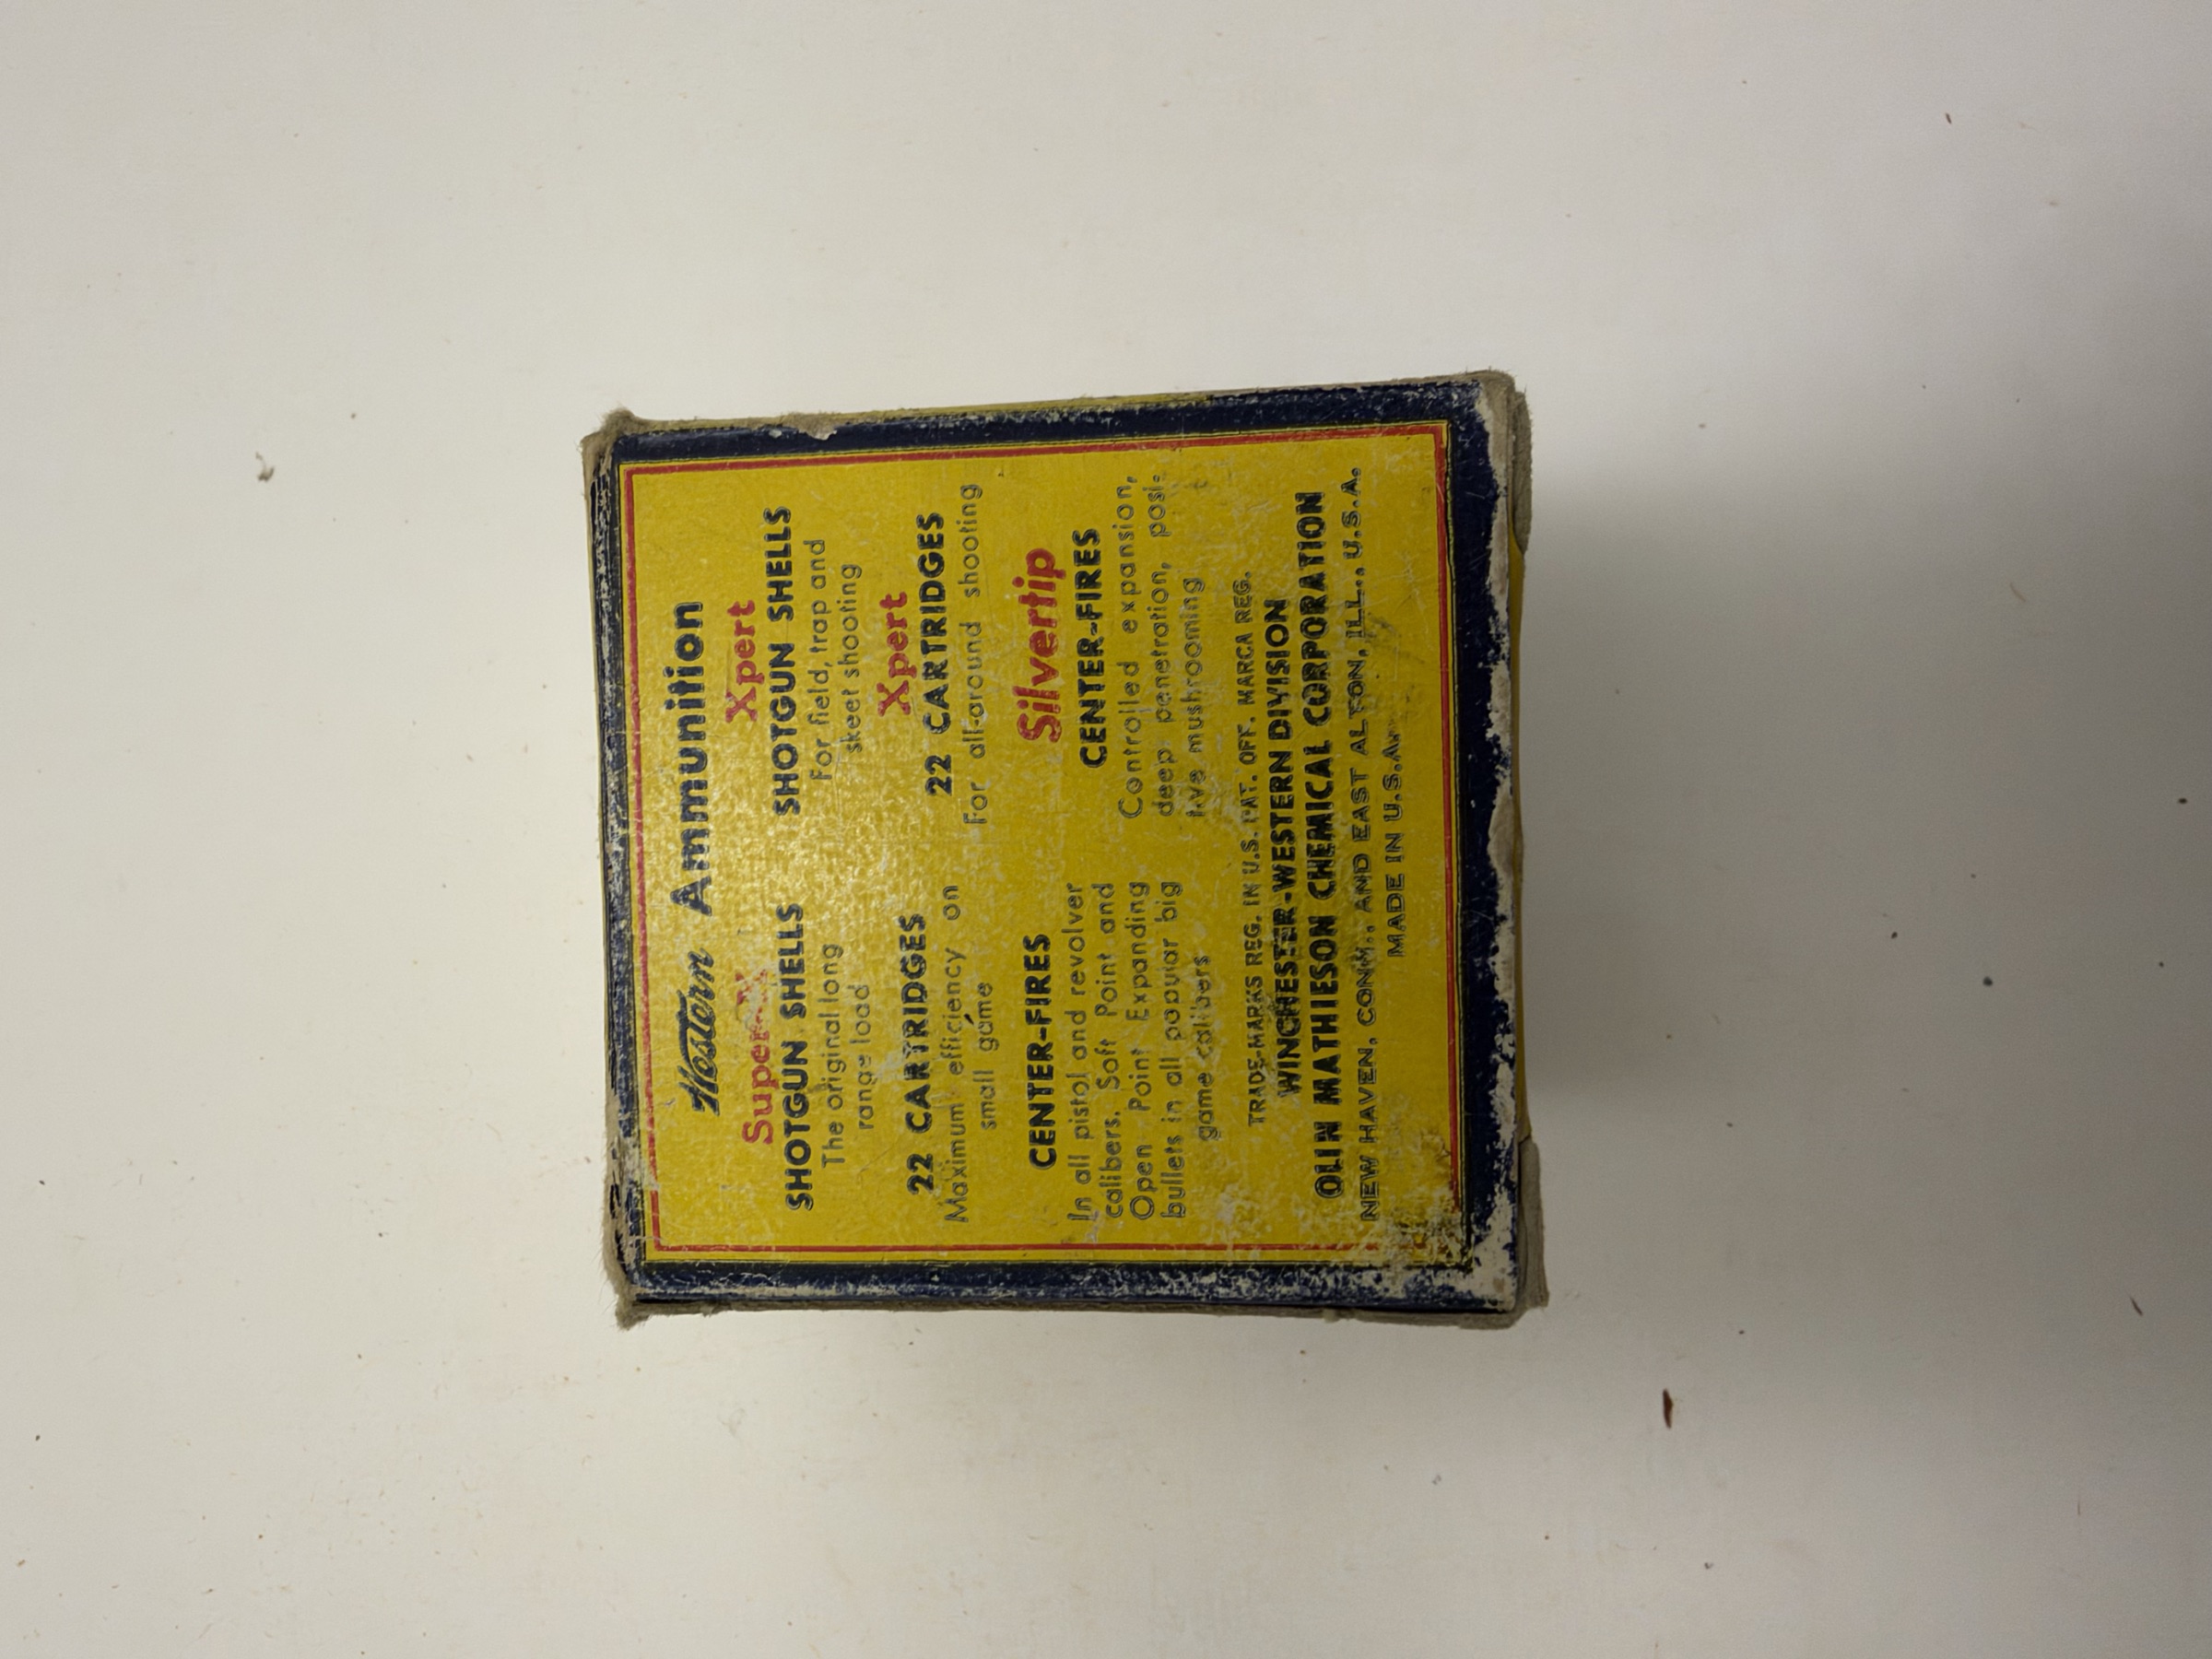 Western Ammunition
Super-X
SHOTGUN SHELLS
The original long
range load
22 CARTRIDGES
Maximum efficiency on
small game
CENTER-FIRES
In all pistol and revolver
calibers. Soft Point and
Open Point Expanding
bullets in all popular big
game calibers
Xpert
SHOTGUN SHELLS
For field, trap and
skeet shooting
Xpert
22 CARTRIDGES
For all-around shooting
Silvertip
CENTER-FIRES
Controlled expansion,
deep penetration, posi-
tive mushrooming
TRADE-MARKS REG. IN U.S. PAT. OFF. MARCA REG.
WINCHESTER-WESTERN DIVISION
OLIN MATHIESON CHEMICAL CORPORATION
NEW HAVEN, CONN., AND EAST ALTON, ILL., U.S.A.
MADE IN U.S.A.